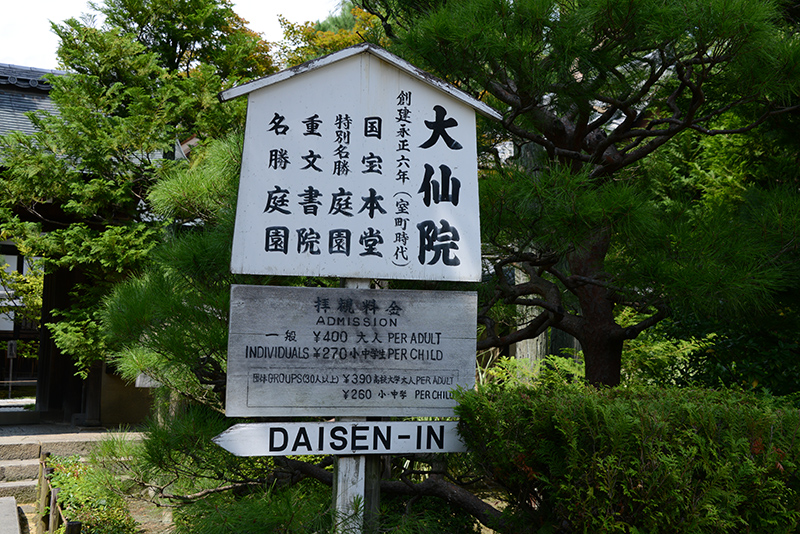 大仙院
創建永正六年（室町時代）
国宝本堂
特別名勝庭園
重文書院
名勝庭園
拝観料金
ADMISSION
一般 ¥400 大人 PER ADULT
INDIVIDUALS ¥270 小中学生 PER CHILD
団体 GROUPS(30人以上) ¥390 高校大学大人 PER ADULT
¥260 小・中学 PER CHILD
DAISEN-IN